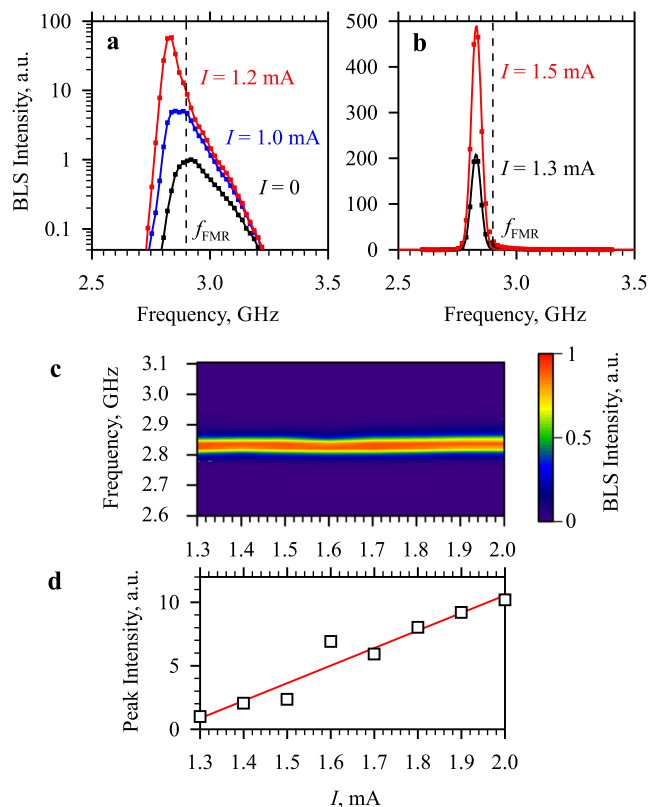 a
b
BLS Intensity, a.u.
100
10
1
0.1
I = 1.2 mA
I = 1.0 mA
I = 0
fFMR
2.5
3.0
3.5
Frequency, GHz
500
400
300
200
100
0
I = 1.5 mA
I = 1.3 mA
fFMR
2.5
3.0
3.5
Frequency, GHz
c
Frequency, GHz
3.1
3.0
2.9
2.8
2.7
2.6
1.3 1.4 1.5 1.6 1.7 1.8 1.9 2.0
1
0.5
0
BLS Intensity, a.u.
d
Peak Intensity, a.u.
10
5
0
1.3 1.4 1.5 1.6 1.7 1.8 1.9 2.0
I, mA